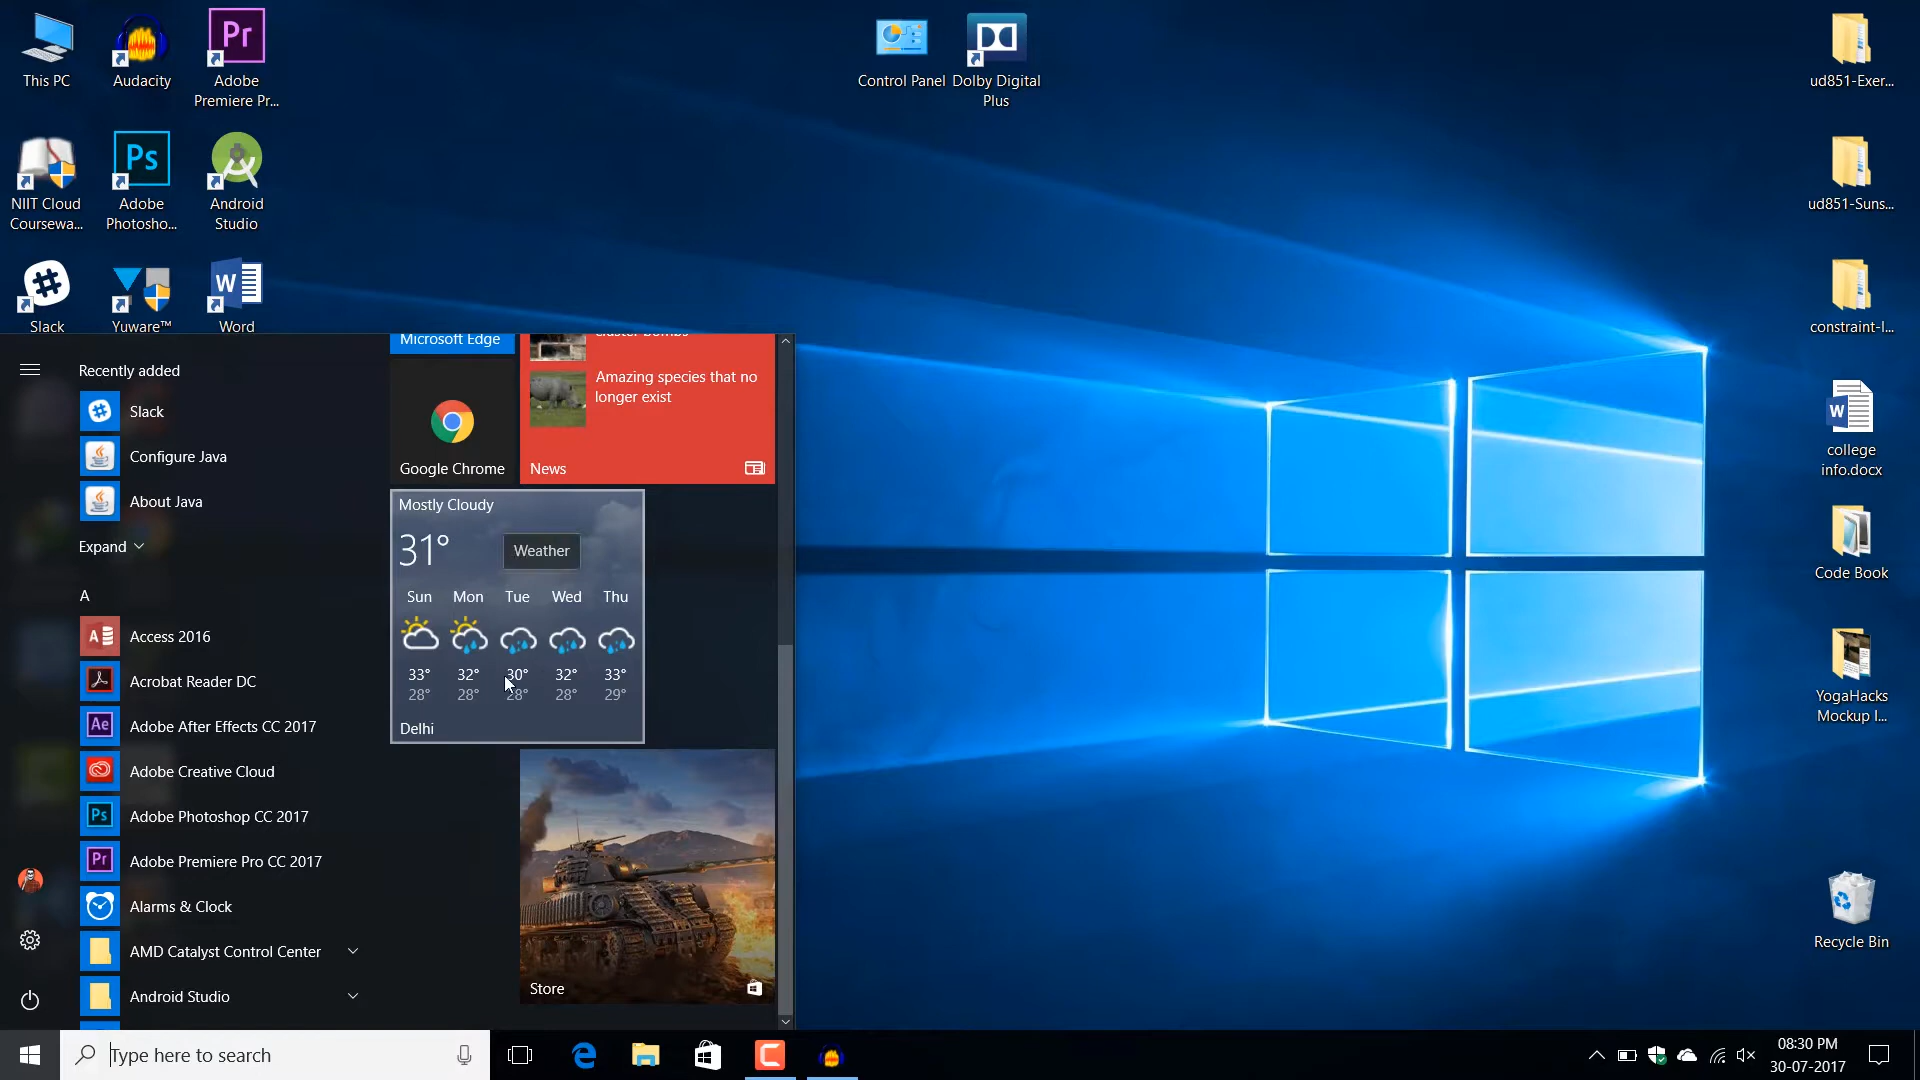 This PC
Audacity
Adobe
Premiere Pr...
Control Panel
Dolby Digital
Plus
ud851-Exer...
NIIT Cloud
Coursewa...
Adobe
Photosho...
Android
Studio
ud851-Suns...
Slack
Yuware™
Word
constraint-l...
college
info.docx
Code Book
YogaHacks
Mockup I...
Recycle Bin
Recently added
Slack
Configure Java
About Java
Expand
A
Access 2016
Acrobat Reader DC
Adobe After Effects CC 2017
Adobe Creative Cloud
Adobe Photoshop CC 2017
Adobe Premiere Pro CC 2017
Alarms & Clock
AMD Catalyst Control Center
Android Studio
Microsoft Edge
Google Chrome
Amazing species that no
longer exist
News
Mostly Cloudy
31°
Weather
Sun Mon Tue Wed Thu
33° 32° 30° 32° 33°
28° 28° 28° 28° 29°
Delhi
Store
Type here to search
08:30 PM
30-07-2017